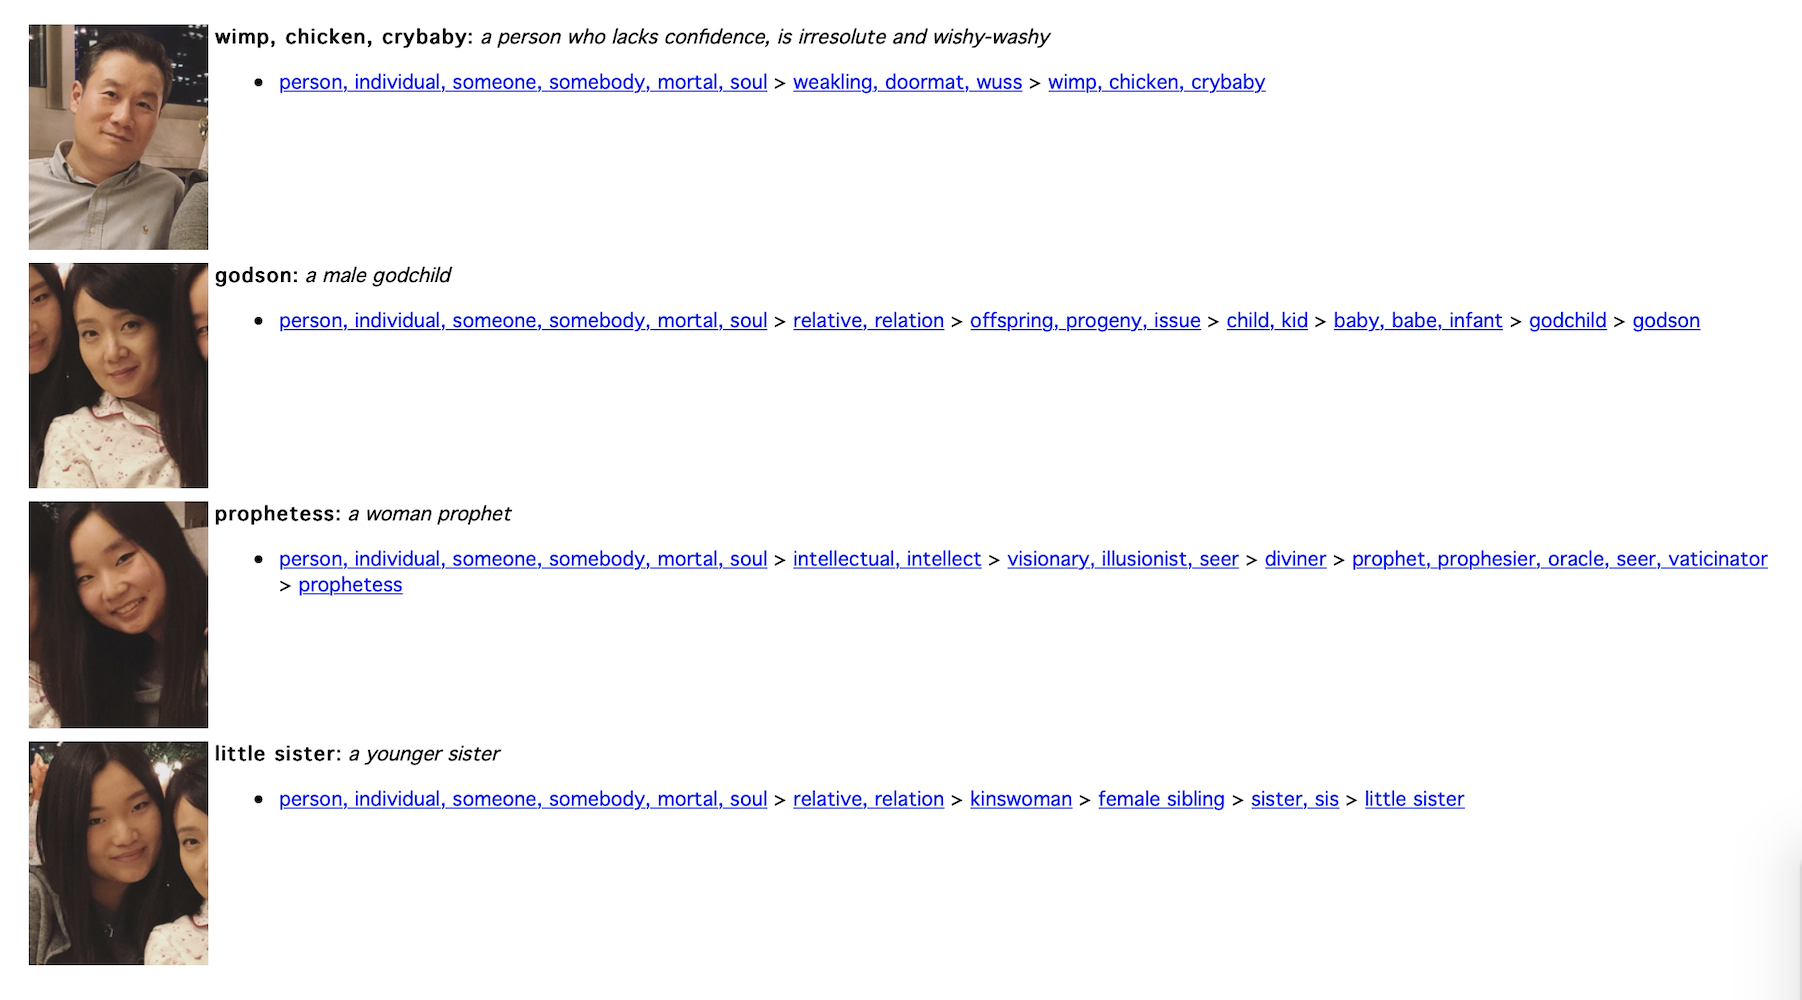 wimp, chicken, crybaby: a person who lacks confidence, is irresolute and wishy-washy
• person, individual, someone, somebody, mortal, soul > weakling, doormat, wuss > wimp, chicken, crybaby
godson: a male godchild
• person, individual, someone, somebody, mortal, soul > relative, relation > offspring, progeny, issue > child, kid > baby, babe, infant > godchild > godson
prophetess: a woman prophet
• person, individual, someone, somebody, mortal, soul > intellectual, intellect > visionary, illusionist, seer > diviner > prophet, prophesier, oracle, seer, vaticinator
> prophetess
little sister: a younger sister
• person, individual, someone, somebody, mortal, soul > relative, relation > kinswoman > female sibling > sister, sis > little sister